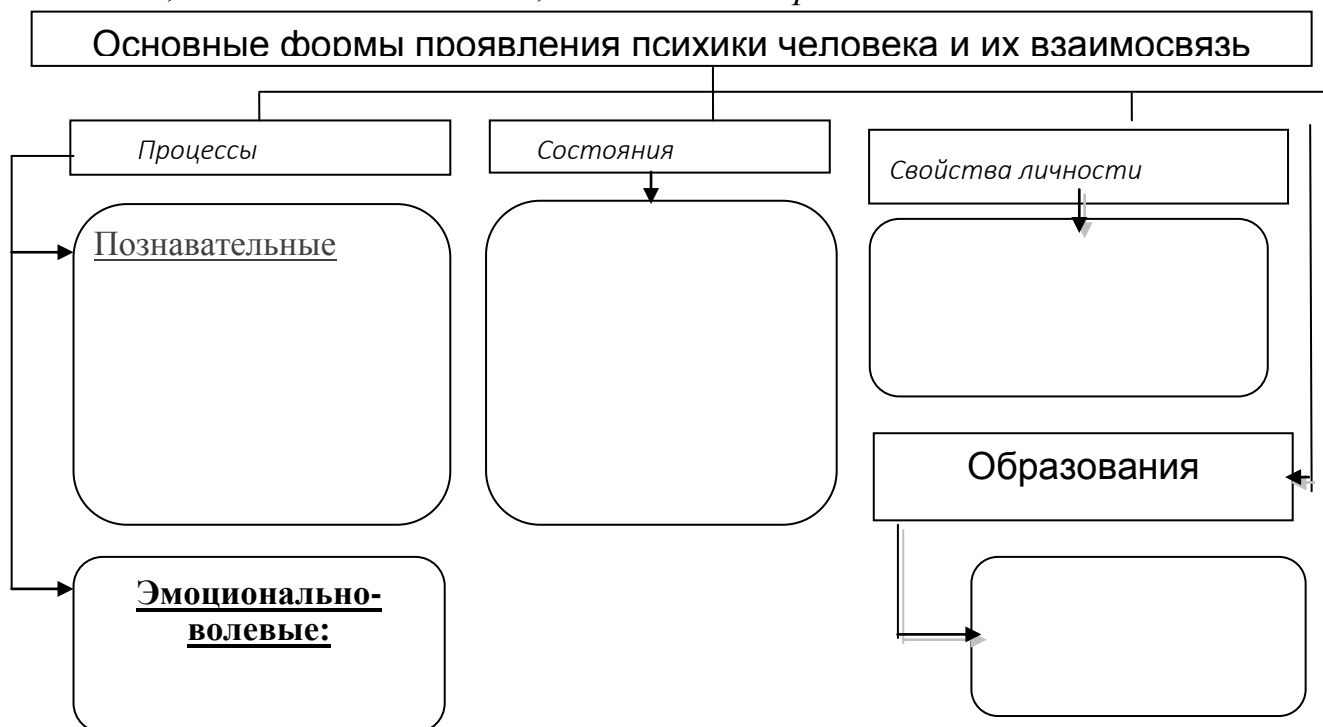 Основные формы проявления психики человека и их взаимосвязь
Процессы
Состояния
Свойства личности
Познавательные
Образования
Эмоционально-
волевые: